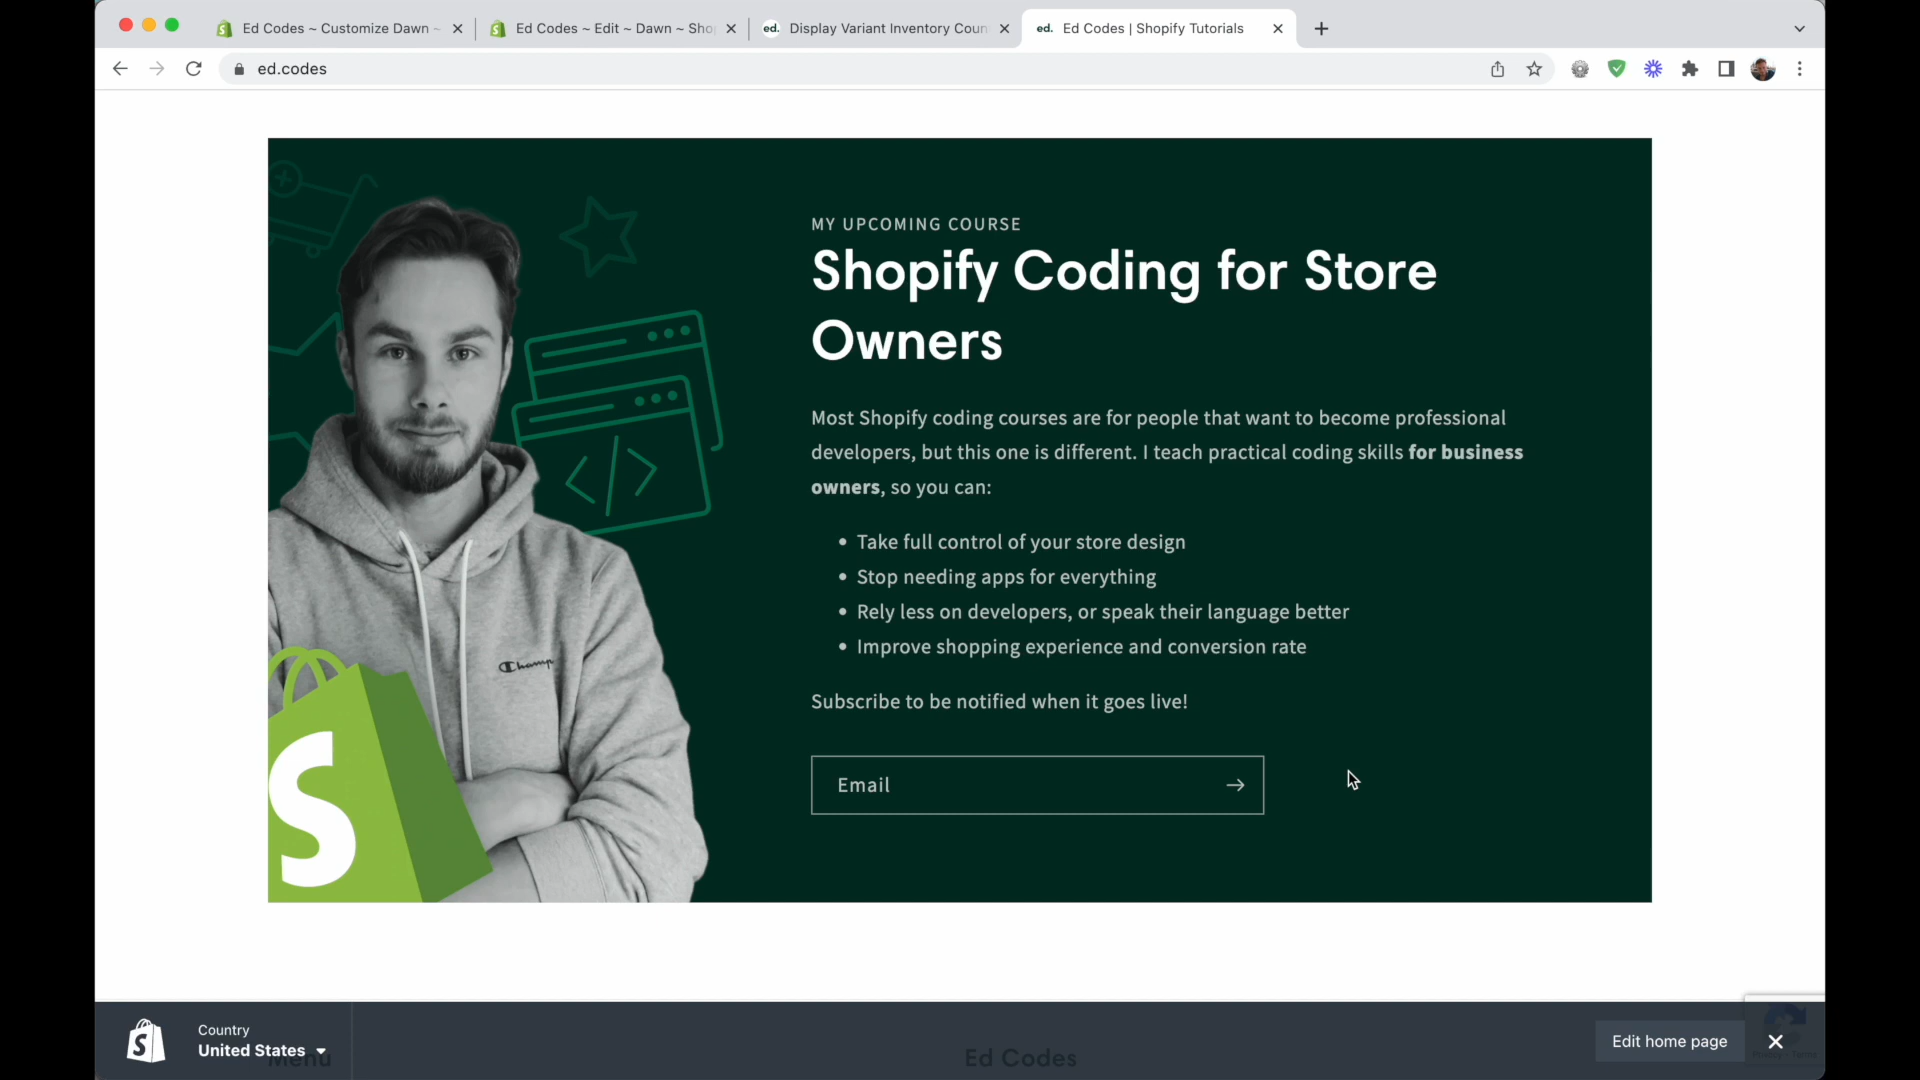 Ed Codes ~ Customize Dawn ~
Ed Codes ~ Edit ~ Dawn ~ Sho
ed. Display Variant Inventory Coun
ed. Ed Codes | Shopify Tutorials
ed.codes
MY UPCOMING COURSE
Shopify Coding for Store
Owners
Most Shopify coding courses are for people that want to become professional
developers, but this one is different. I teach practical coding skills for business
owners, so you can:
• Take full control of your store design
• Stop needing apps for everything
• Rely less on developers, or speak their language better
• Improve shopping experience and conversion rate
Subscribe to be notified when it goes live!
Email
Champ
S
Country
United States
Menu
Ed Codes
Edit home page